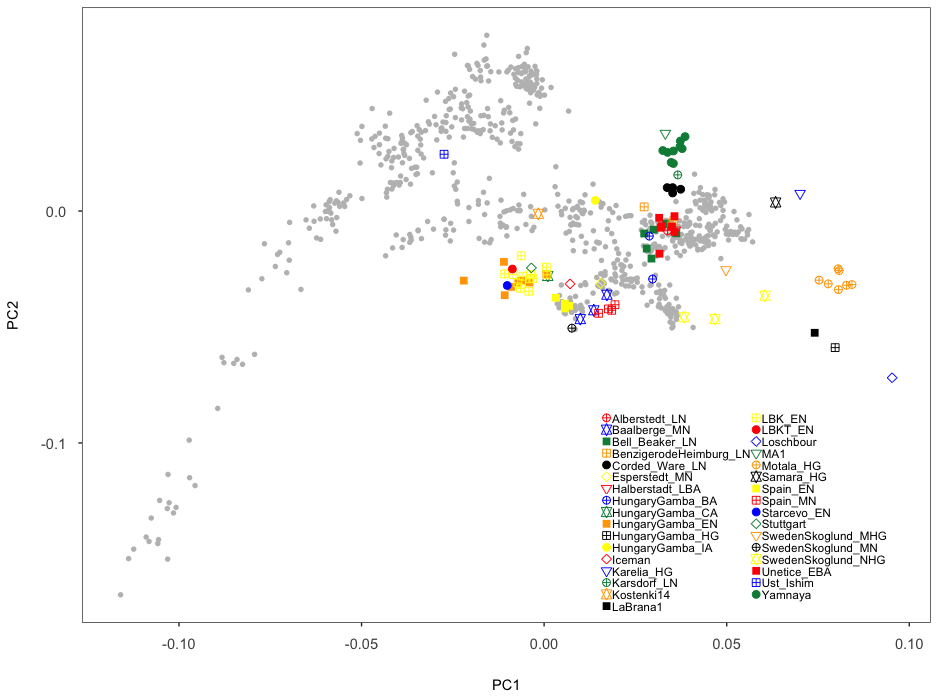 0.0
-0.1
PC2
Alberstedt_LN
Baalberge_MN
Bell_Beaker_LN
BenzigerodeHeimburg_LN
Corded_Ware_LN
Esperstedt_MN
Halberstadt_LBA
HungaryGamba_BA
HungaryGamba_CA
HungaryGamba_EN
HungaryGamba_HG
HungaryGamba_IA
Iceman
Karelia_HG
Karsdorf_LN
Kostenki14
LaBrana1
LBK_EN
LBKT_EN
Loschbour
MA1
Motala_HG
Samara_HG
Spain_EN
Spain_MN
Starcevo_EN
Stuttgart
SwedenSkoglund_MHG
SwedenSkoglund_MN
SwedenSkoglund_NHG
Unetice_EBA
Ust_Ishim
Yamnaya
-0.10
-0.05
0.00
0.05
0.10
PC1